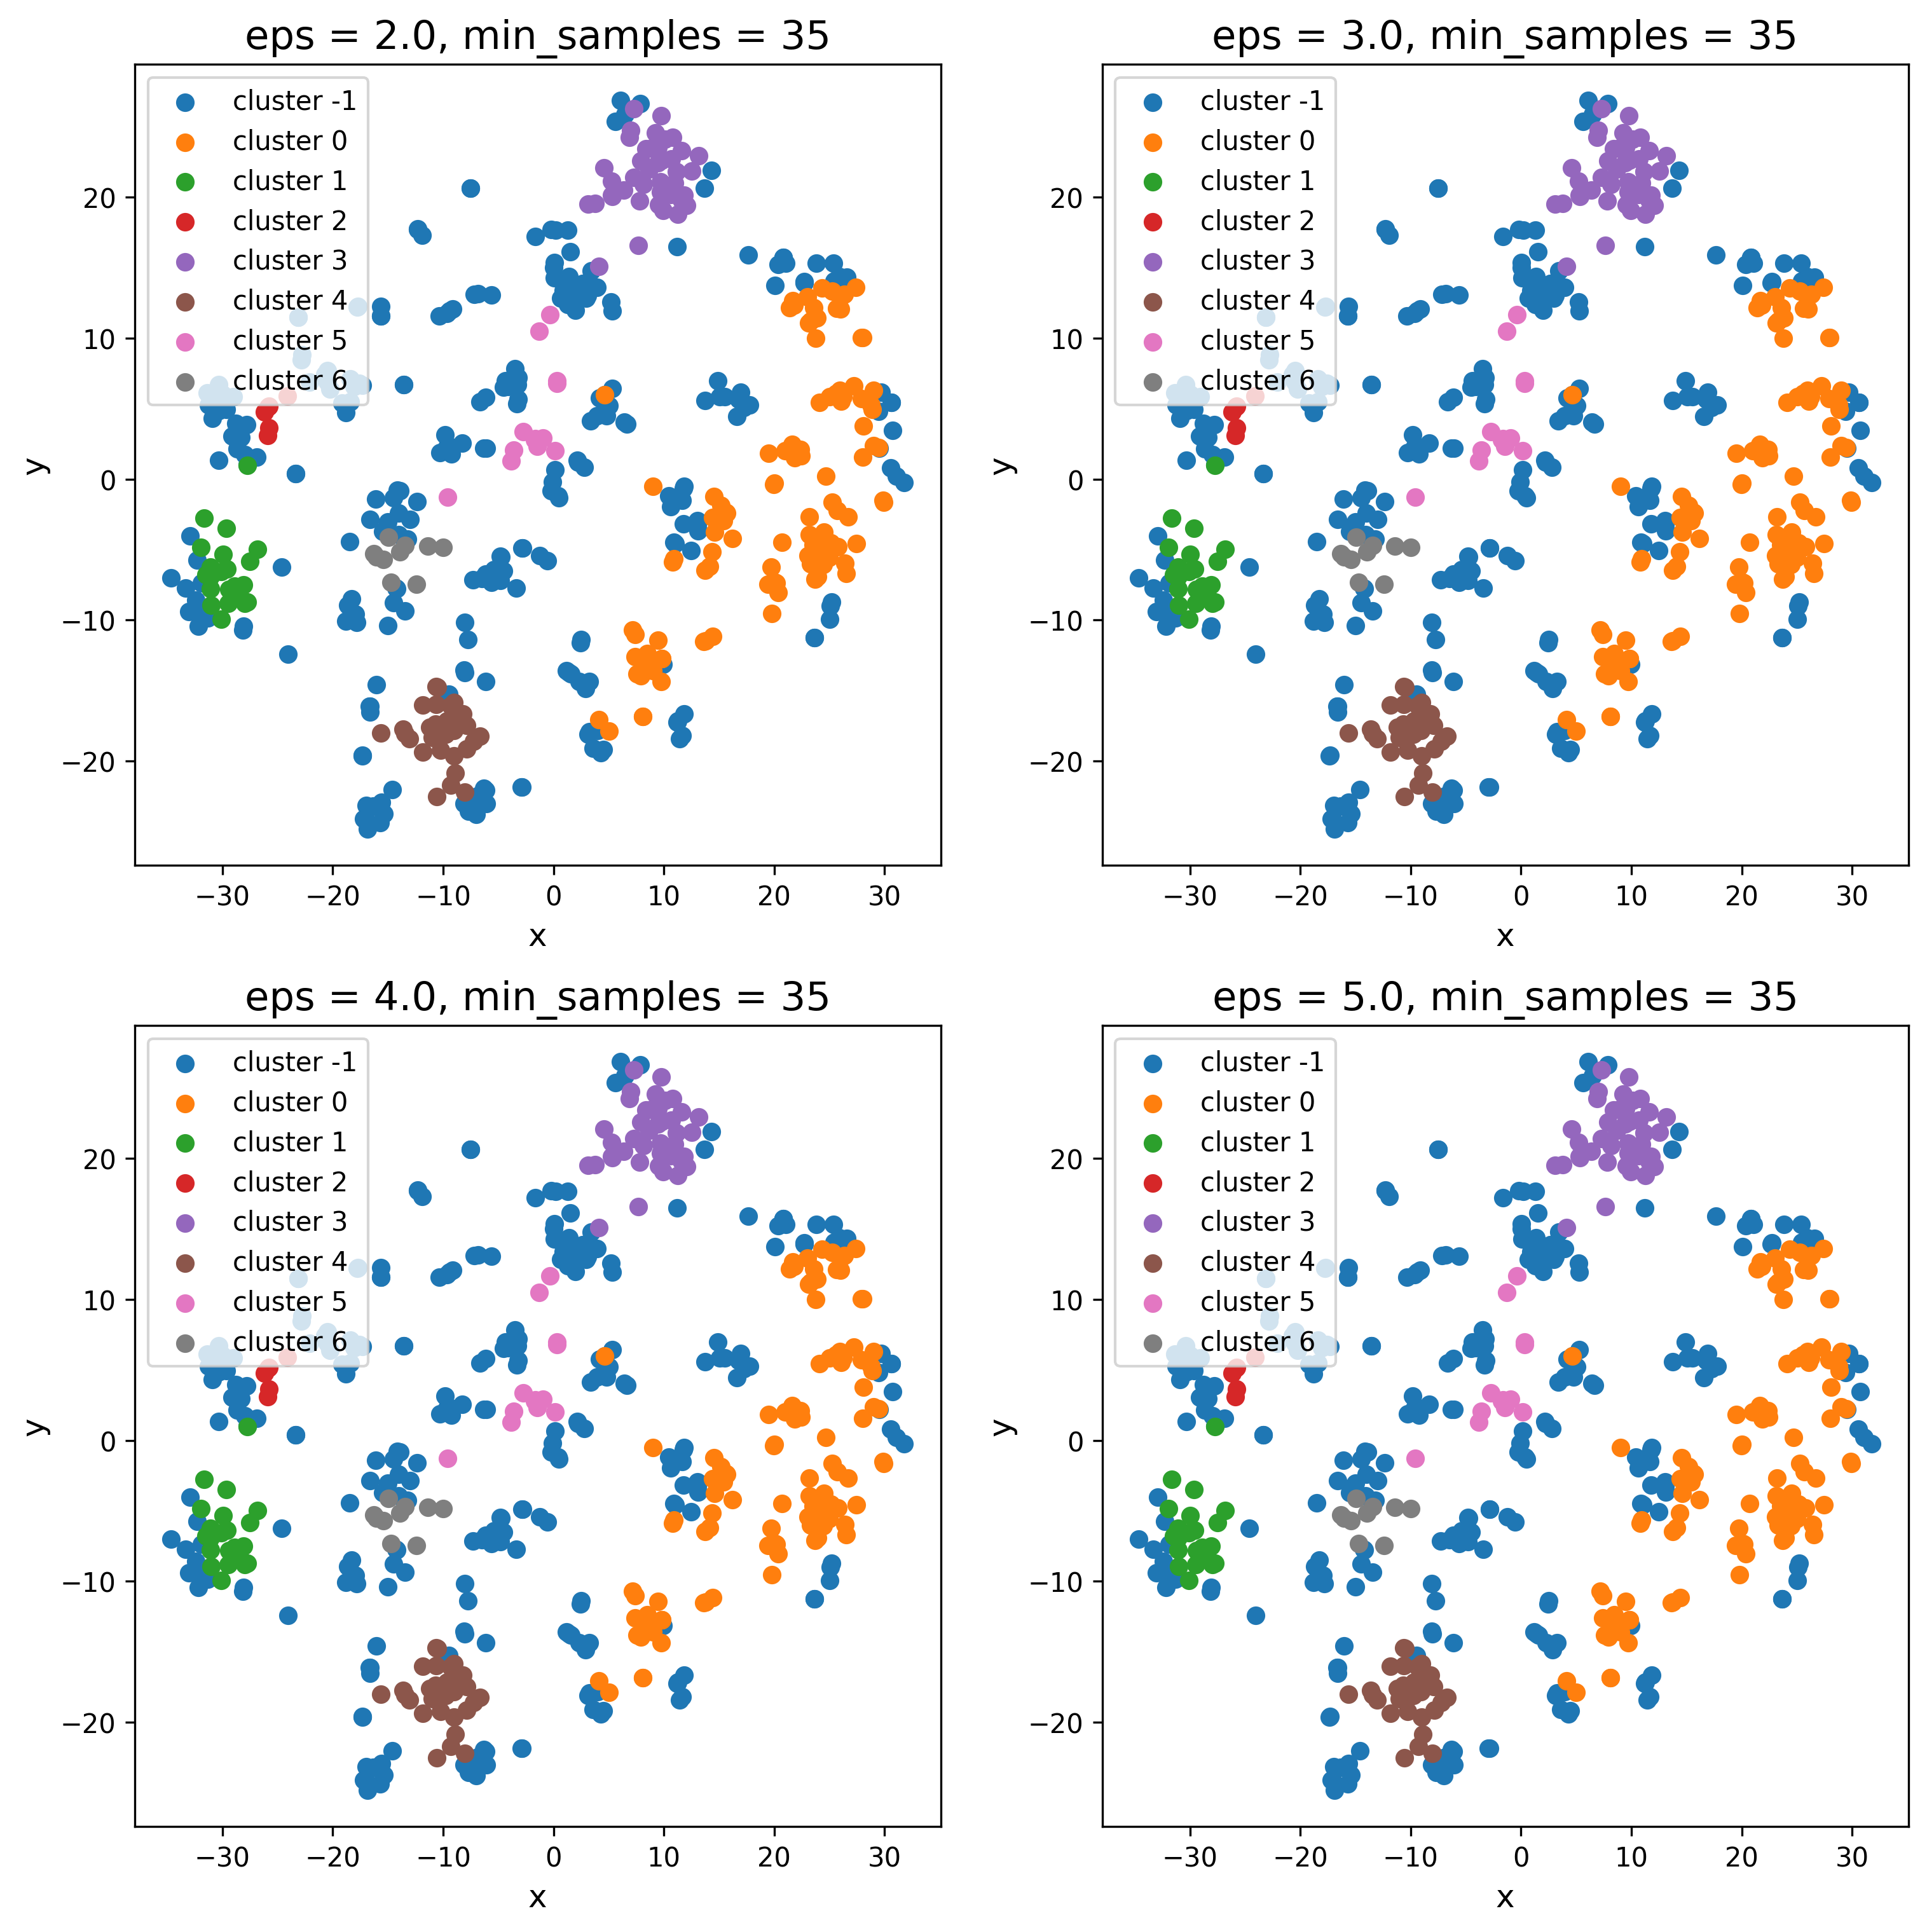 eps = 2.0, min_samples = 35
cluster -1
cluster 0
cluster 1
cluster 2
cluster 3
cluster 4
cluster 5
cluster 6
20
10
0
−10
−20
y
−30 −20 −10 0 10 20 30
x
eps = 3.0, min_samples = 35
cluster -1
cluster 0
cluster 1
cluster 2
cluster 3
cluster 4
cluster 5
cluster 6
20
10
0
−10
−20
y
−30 −20 −10 0 10 20 30
x
eps = 4.0, min_samples = 35
cluster -1
cluster 0
cluster 1
cluster 2
cluster 3
cluster 4
cluster 5
cluster 6
20
10
0
−10
−20
y
−30 −20 −10 0 10 20 30
x
eps = 5.0, min_samples = 35
cluster -1
cluster 0
cluster 1
cluster 2
cluster 3
cluster 4
cluster 5
cluster 6
20
10
0
−10
−20
y
−30 −20 −10 0 10 20 30
x